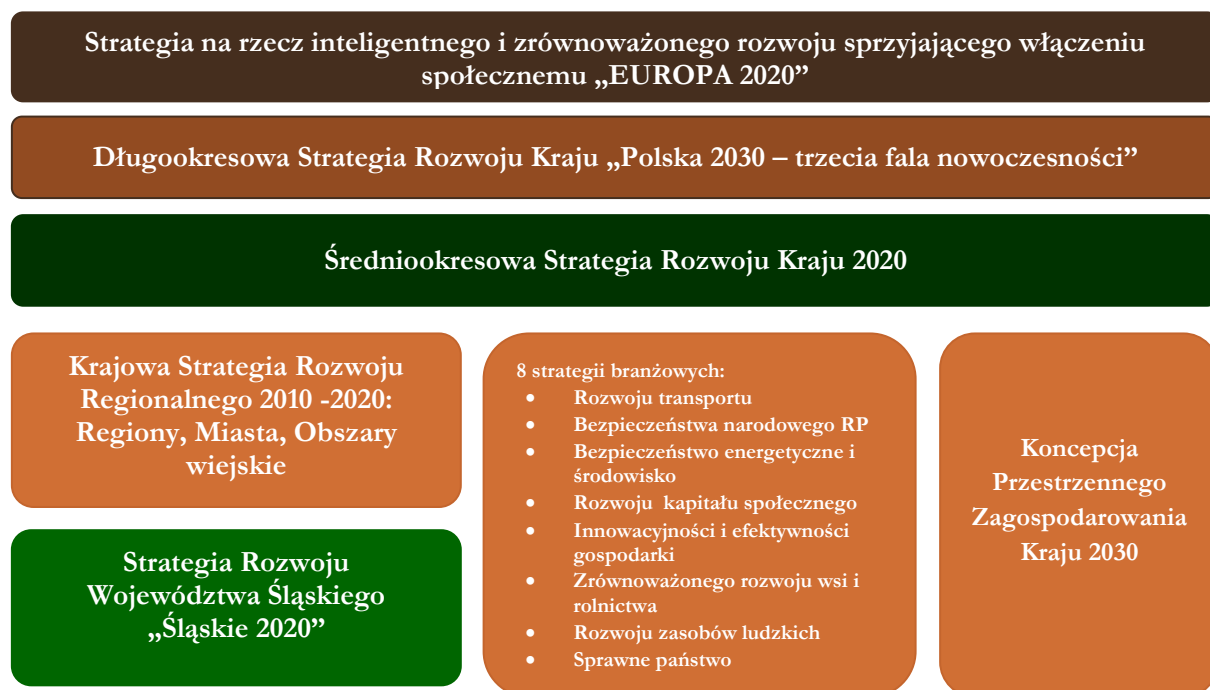 Strategia na rzecz inteligentnego i zrównoważonego rozwoju sprzyjającego włączeniu
społecznemu „EUROPA 2020”
Długookresowa Strategia Rozwoju Kraju „Polska 2030 – trzecia fala nowoczesności”
Średniookresowa Strategia Rozwoju Kraju 2020
Krajowa Strategia Rozwoju
Regionalnego 2010 -2020:
Regiony, Miasta, Obszary
wiejskie
Strategia Rozwoju
Województwa Śląskiego
„Śląskie 2020”
8 strategii branżowych:
• Rozwoju transportu
• Bezpieczeństwa narodowego RP
• Bezpieczeństwo energetyczne i
środowisko
• Rozwoju kapitału społecznego
• Innowacyjności i efektywności
gospodarki
• Zrównoważonego rozwoju wsi i
rolnictwa
• Rozwoju zasobów ludzkich
• Sprawne państwo
Koncepcja
Przestrzennego
Zagospodarowania
Kraju 2030